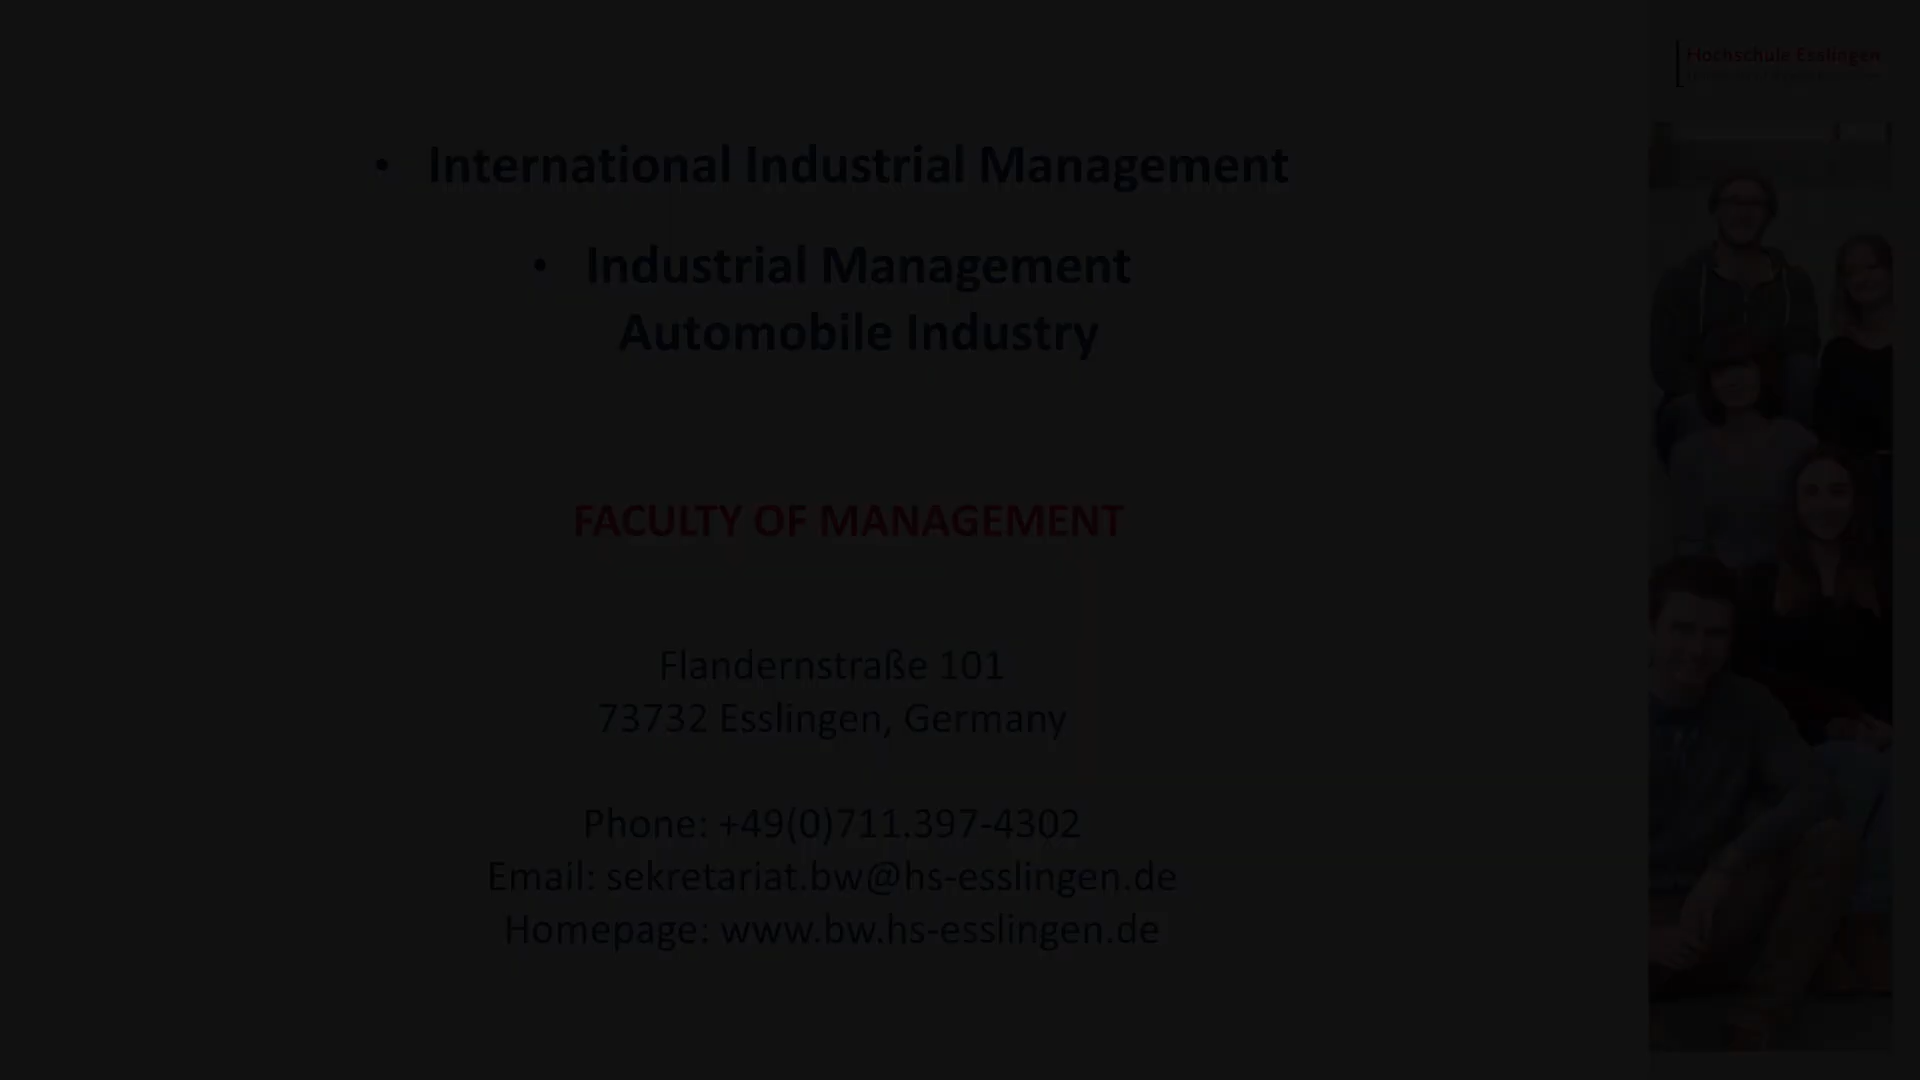 Hochschule Esslingen
• International Industrial Management
• Industrial Management
Automobile Industry
FACULTY OF MANAGEMENT
Flandernstraße 101
73732 Esslingen, Germany
Phone: +49(0)711.397-4302
Email: sekretariat.bw@hs-esslingen.de
Homepage: www.bw.hs-esslingen.de